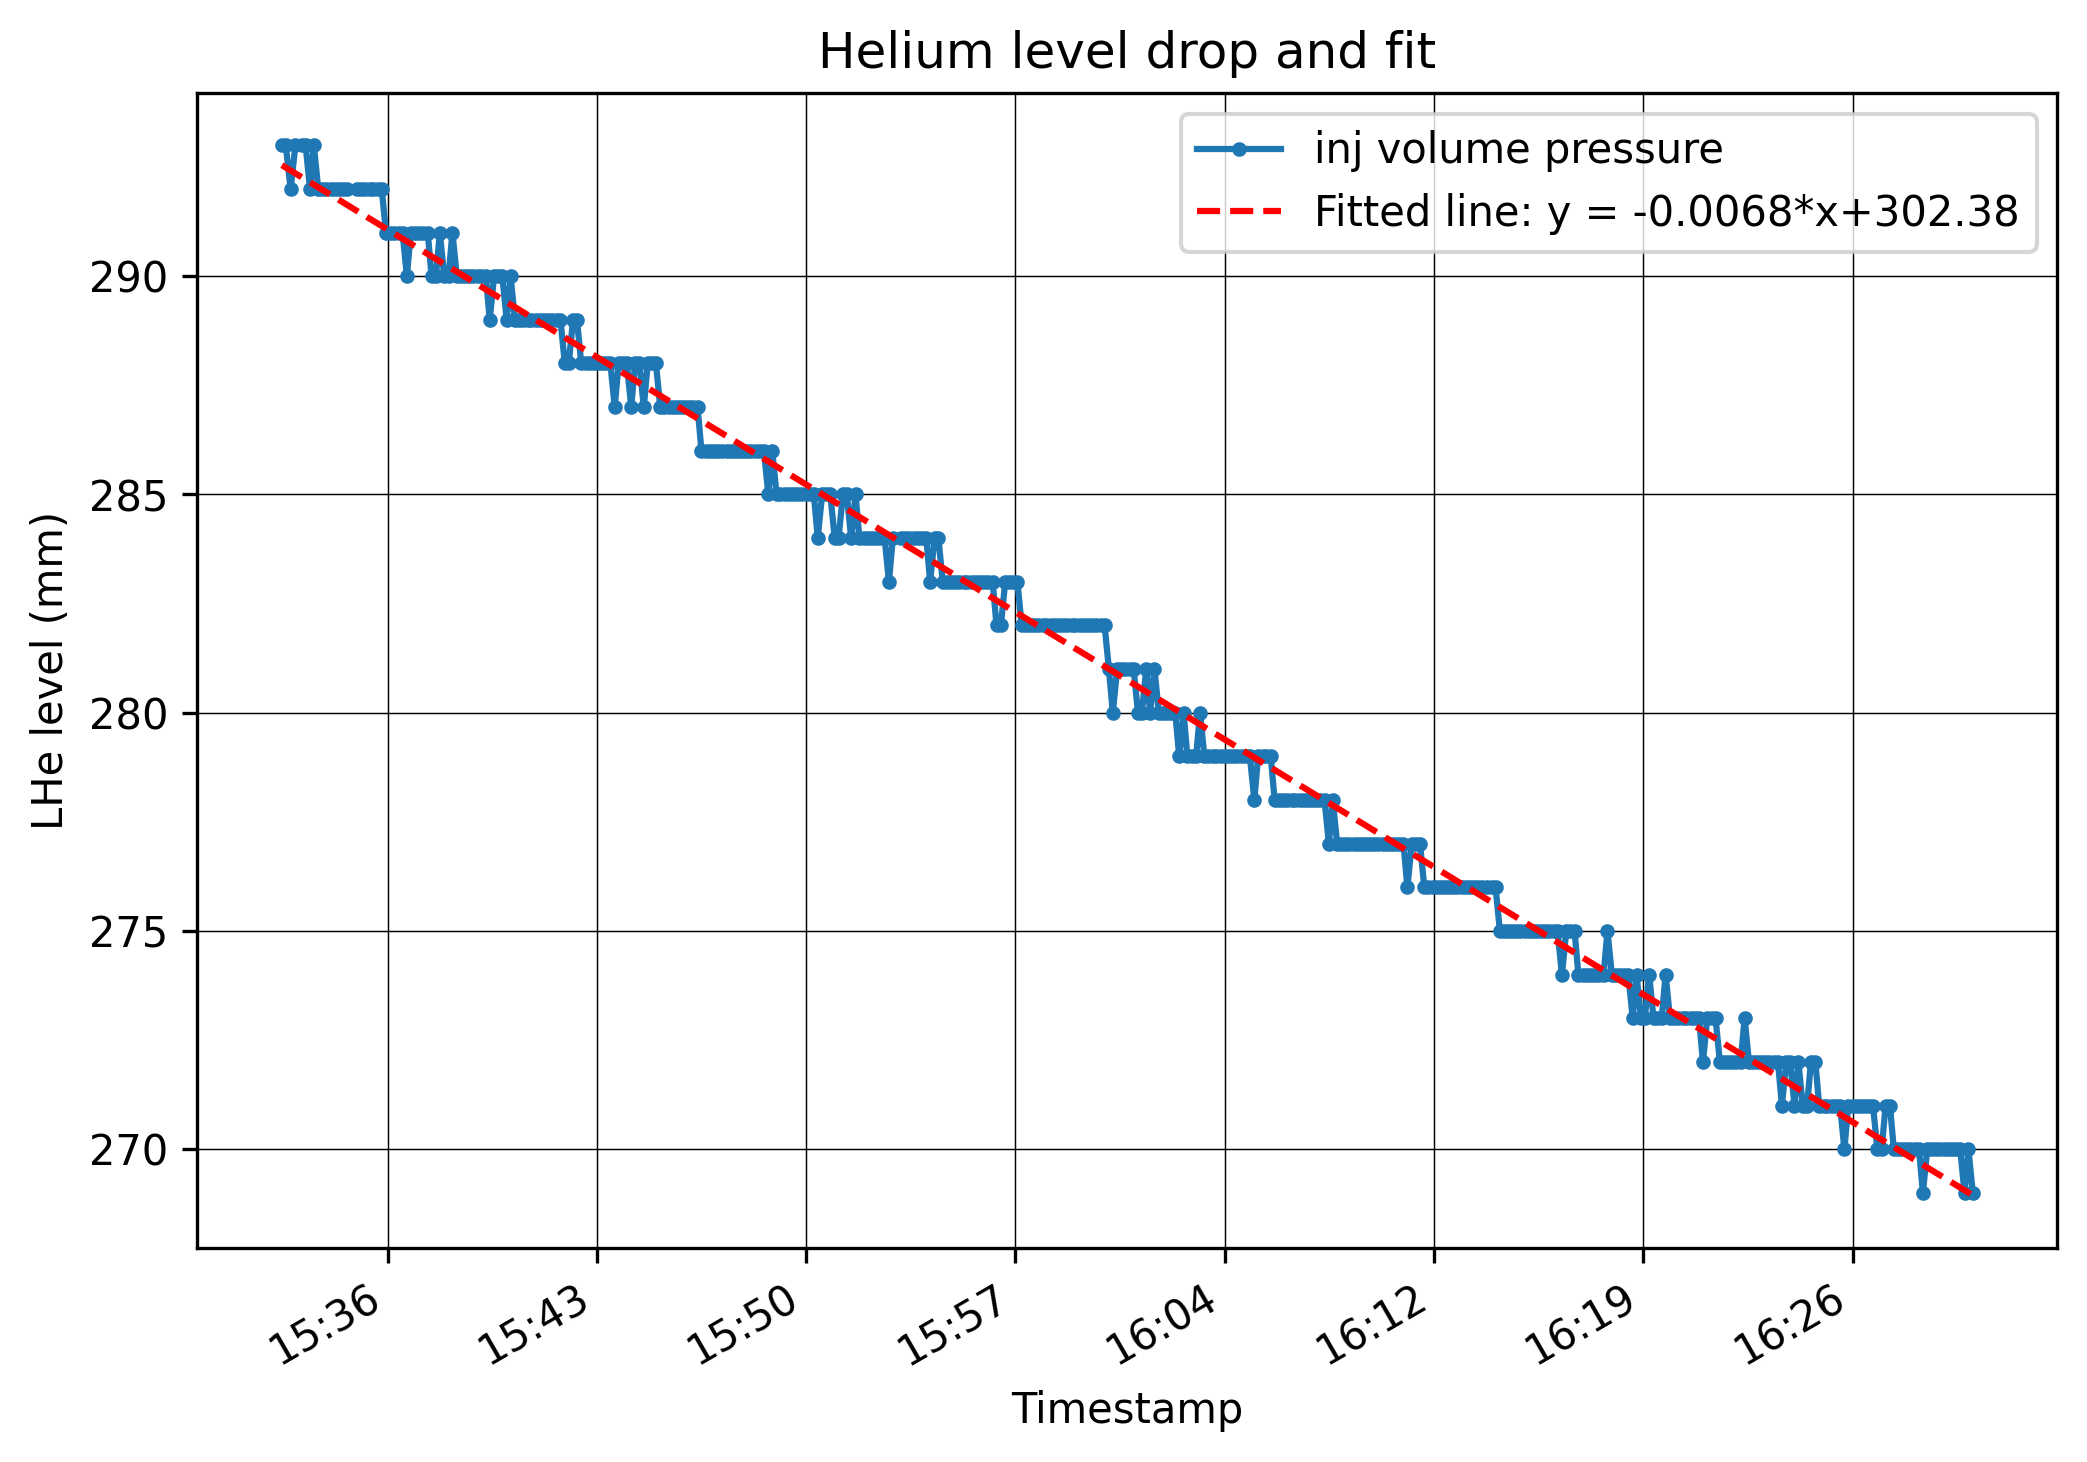 Helium level drop and fit
inj volume pressure
Fitted line: y = -0.0068*x+302.38
LHe level (mm)
290
285
280
275
270
15:36
15:43
15:50
15:57
16:04
16:12
16:19
16:26
Timestamp